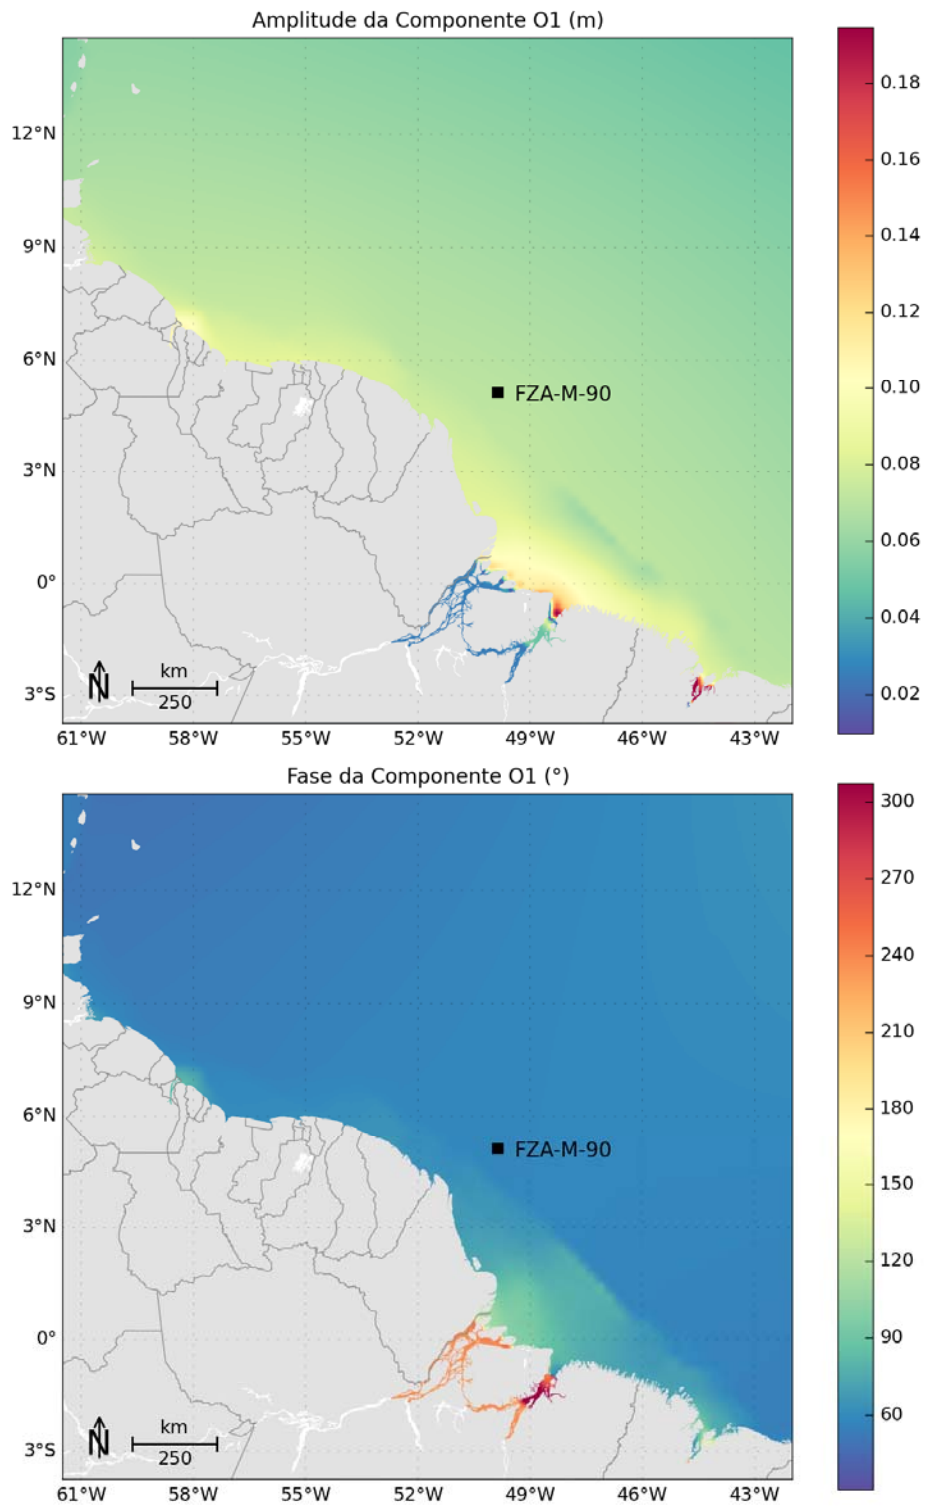 Amplitude da Componente O1 (m)
12°N
9°N
6°N
3°N
0°
3°S
FZA-M-90
N
km
250
61°W 58°W 55°W 52°W 49°W 46°W 43°W
0.18
0.16
0.14
0.12
0.10
0.08
0.06
0.04
0.02
Fase da Componente O1 (°)
12°N
9°N
6°N
3°N
0°
3°S
FZA-M-90
N
km
250
61°W 58°W 55°W 52°W 49°W 46°W 43°W
300
270
240
210
180
150
120
90
60